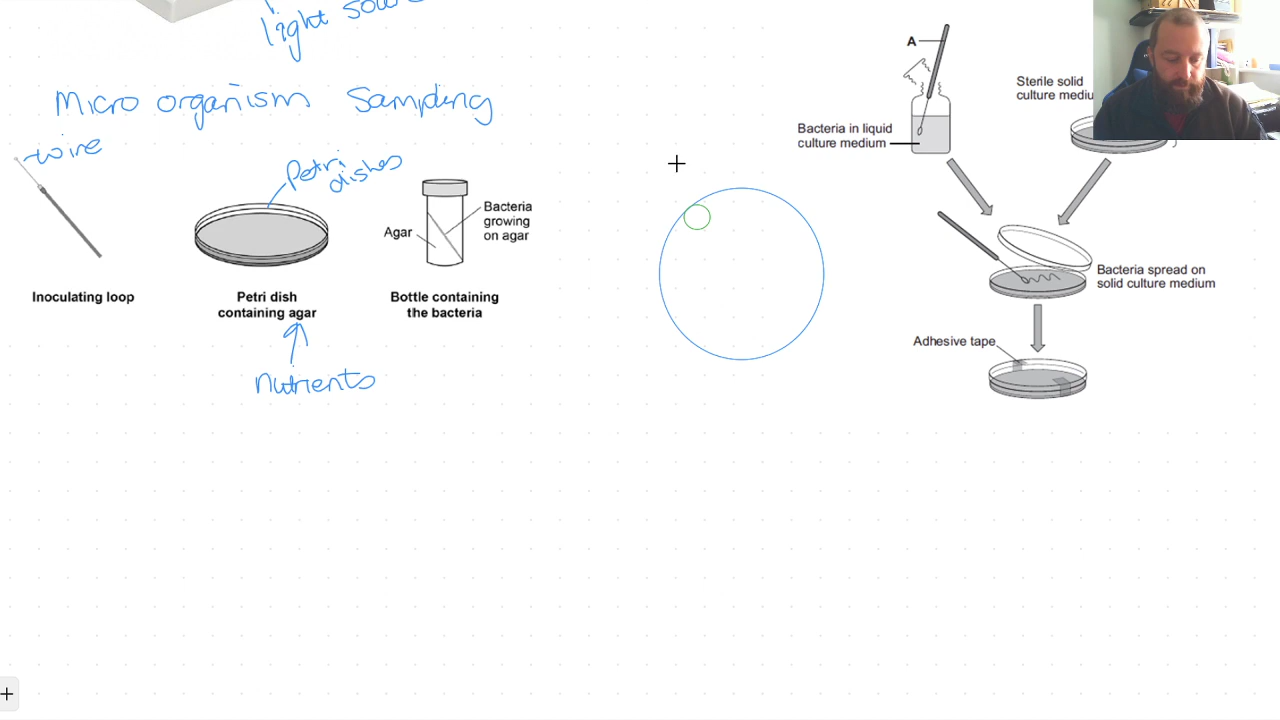 light
Micro organism Sampling
wire
Petri
dishes
Agar
Bacteria
growing
on agar
Inoculating loop
Petri dish
containing agar
Bottle containing
the bacteria
nutrients
A
Sterile solid
Bacteria in liquid
culture medium
Bacteria spread on
solid culture medium
Adhesive tape